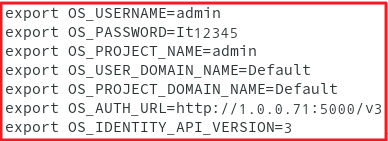 export OS_USERNAME=admin
export OS_PASSWORD=It12345
export OS_PROJECT_NAME=admin
export OS_USER_DOMAIN_NAME=Default
export OS_PROJECT_DOMAIN_NAME=Default
export OS_AUTH_URL=http://1.0.0.71:5000/v3
export OS_IDENTITY_API_VERSION=3